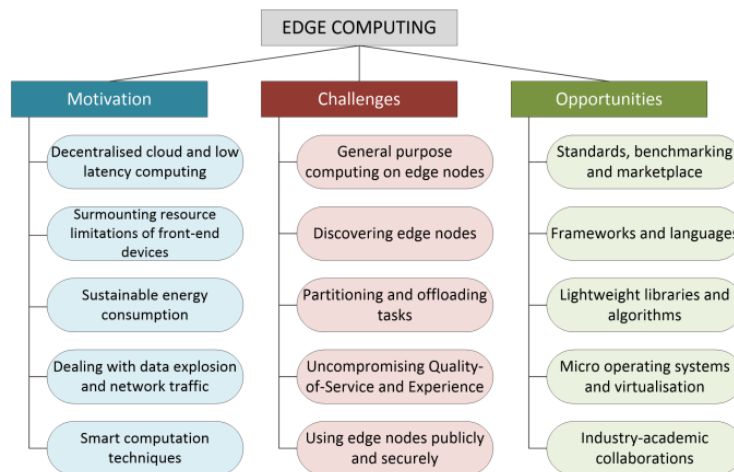 EDGE COMPUTING
Motivation
Decentralised cloud and low
latency computing
Surmounting resource
limitations of front-end
devices
Sustainable energy
consumption
Dealing with data explosion
and network traffic
Smart computation
techniques
Challenges
General purpose
computing on edge nodes
Discovering edge nodes
Partitioning and offloading
tasks
Uncompromising Quality-
of-Service and Experience
Using edge nodes publicly
and securely
Opportunities
Standards, benchmarking
and marketplace
Frameworks and languages
Lightweight libraries and
algorithms
Micro operating systems
and virtualisation
Industry-academic
collaborations